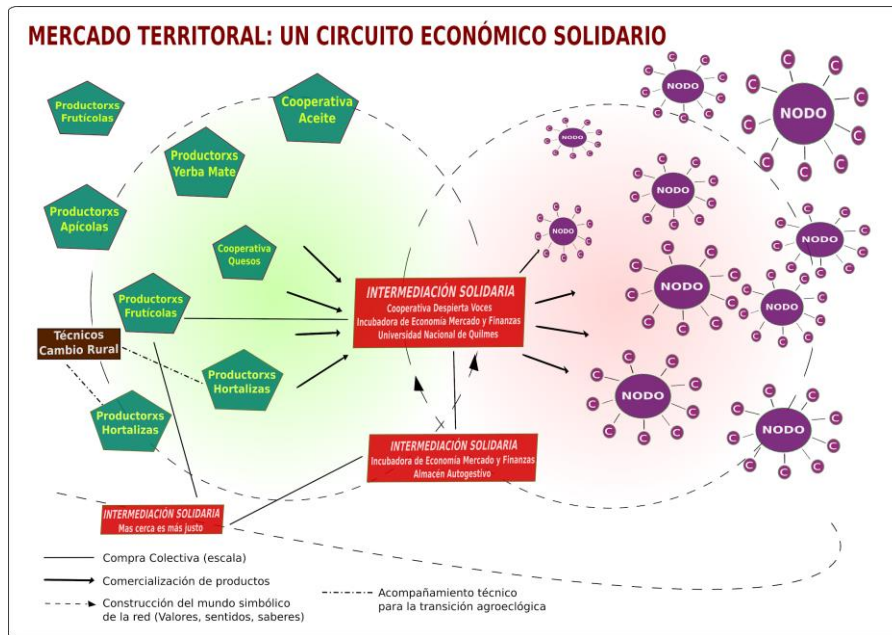 MERCADO TERRITORAL: UN CIRCUITO ECONÓMICO SOLIDARIO
Productorxs
Frutícolas
Cooperativa
Aceite
Productorxs
Yerba Mate
Productorxs
Apícolas
Cooperativa
Quesos
Productorxs
Frutícolas
Técnicos
Cambio Rural
Productorxs
Hortalizas
Productorxs
Hortalizas
INTERMEDIACIÓN SOLIDARIA
Cooperativa Despierta Voces
Incubadora de Economía Mercado y Finanzas
Universidad Nacional de Quilmes
INTERMEDIACIÓN SOLIDARIA
Incubadora de Economía Mercado y Finanzas
Almacén Autogestivo
INTERMEDIACIÓN SOLIDARIA
Mas cerca es más justo
NODO
C C C C C C C C C
NODO
C C C C C C C C C
NODO
C C C C C C C C C
NODO
C C C C C C C C C
NODO
C C C C C C C C C
NODO
C C C C C C C C C
NODO
C C C C C C C C C
NODO
C C C C C C C C C
NODO
C C C C C C C C C
NODO
C C C C C C C C C
Compra Colectiva (escala)
Comercialización de productos
Construcción del mundo simbólico
de la red (Valores, sentidos, saberes)
Acompañamiento técnico
para la transición agroeclógica